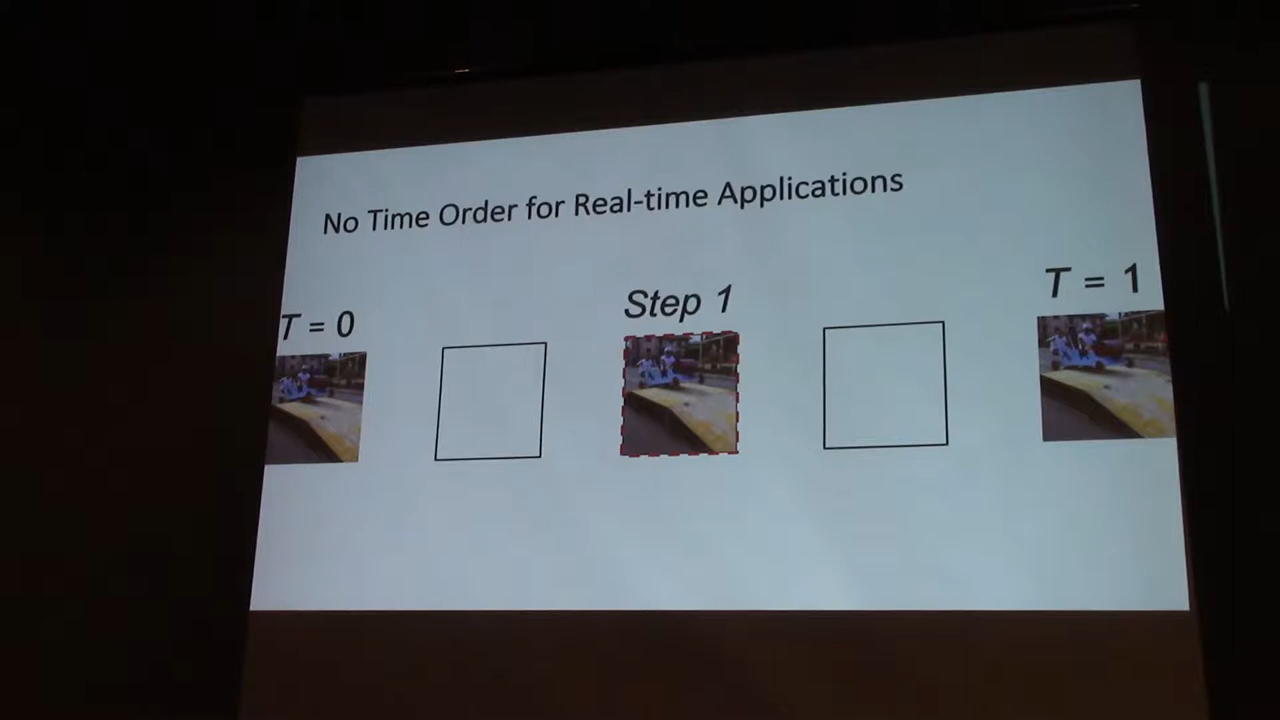 No Time Order for Real-time Applications
T = 0
Step 1
T = 1